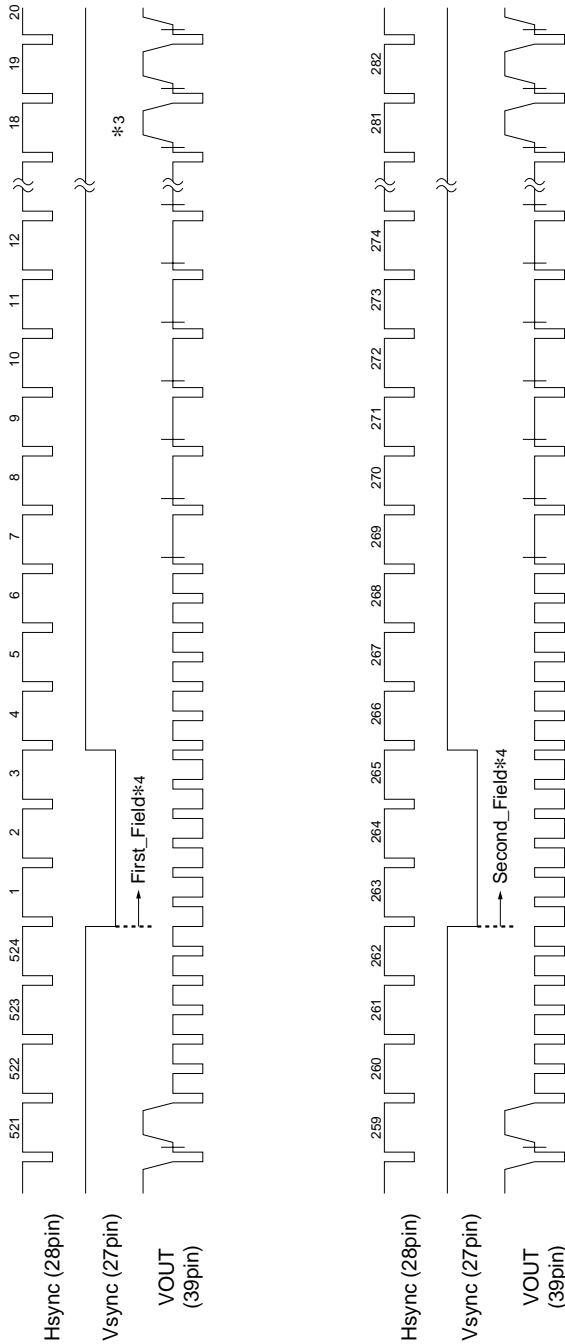 521 522 523 524 1 2 3 4 5 6 7 8 9 10 11 12 18 19 20
Hsync (28pin)
Vsync (27pin)
First_Field*4
*3
VOUT
(39pin)
259 260 261 262 263 264 265 266 267 268 269 270 271 272 273 274 281 282
Hsync (28pin)
Vsync (27pin)
Second_Field*4
VOUT
(39pin)